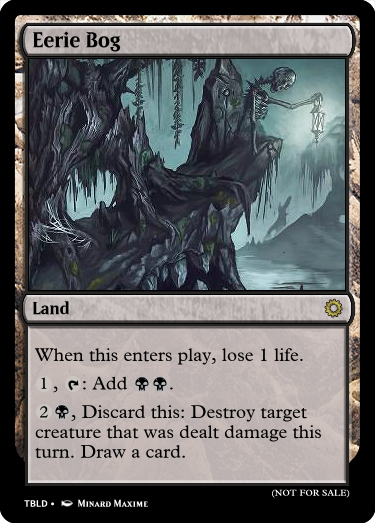 Eerie Bog
Land
When this enters play, lose 1 life.
1 , : Add .
2 , Discard this: Destroy target
creature that was dealt damage this
turn. Draw a card.
(NOT FOR SALE)
TBLD • Minard Maxime